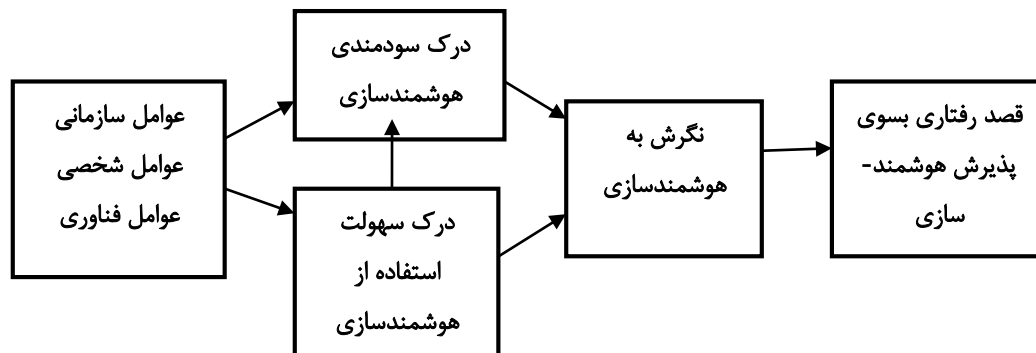 عوامل سازمانی
عوامل شخصی
عوامل فناوری
درک سودمندی
هوشمندسازی
درک سهولت
استفاده از
هوشمندسازی
نگرش به
هوشمندسازی
قصد رفتاری بسوی
پذیرش هوشمند-
سازی